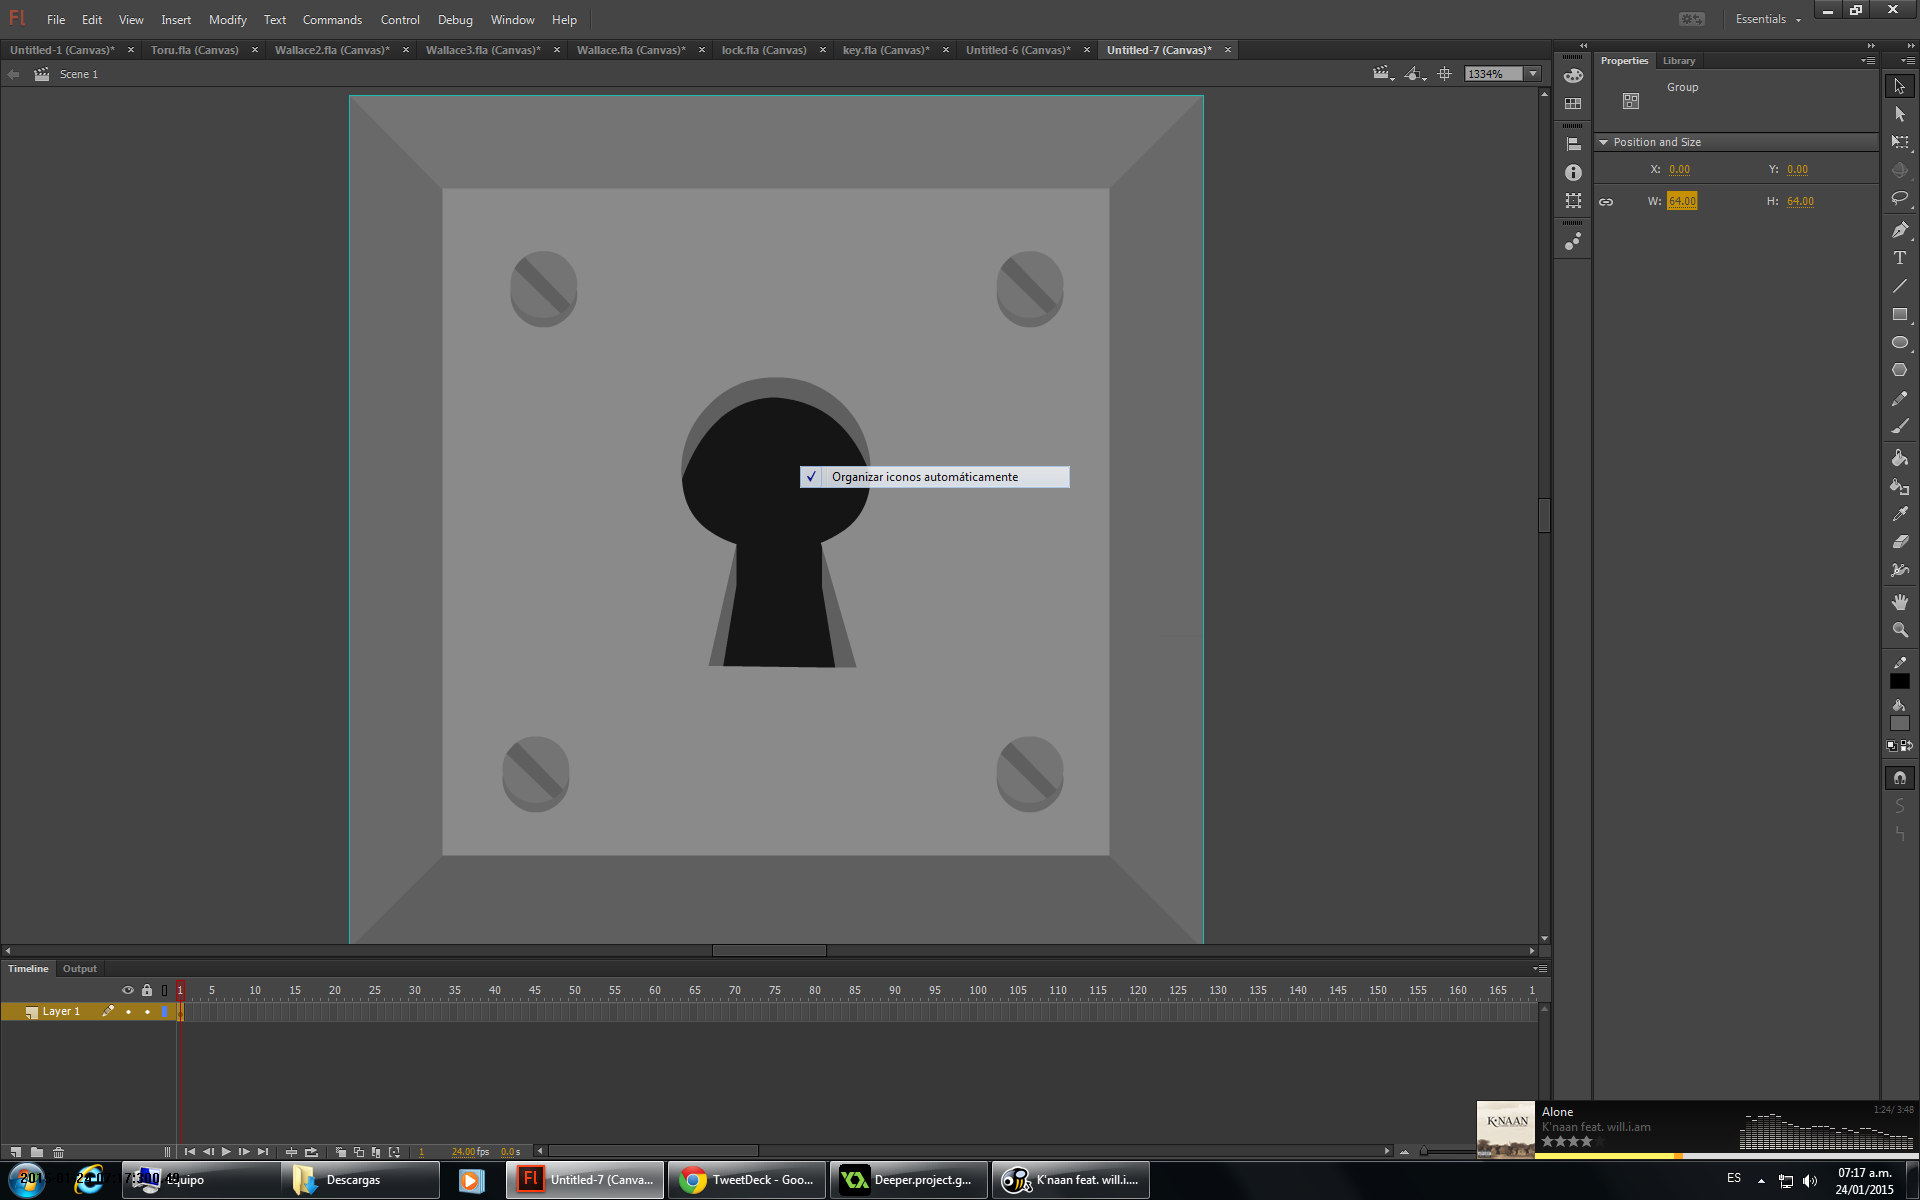 Fl File Edit View Insert Modify Text Commands Control Debug Window Help Essentials
Untitled-1 (Canvas)* Toru.fla (Canvas) Wallace2.fla (Canvas)* Wallace3.fla (Canvas)* Wallace.fla (Canvas)* lock.fla (Canvas) key.fla (Canvas)* Untitled-6 (Canvas)* Untitled-7 (Canvas)*
Scene 1 1334%
Properties Library
Group
Position and Size
X: 0.00 Y: 0.00
W: 64.00 H: 64.00
Organizar iconos automáticamente
Timeline Output
1 5 10 15 20 25 30 35 40 45 50 55 60 65 70 75 80 85 90 95 100 105 110 115 120 125 130 135 140 145 150 155 160 165 1
Layer 1
1 24.00 fps 0.0 s
K'NAAN
Alone 1:24/ 3:48
K'naan feat. will.i.am
Equipo Descargas Fl Untitled-7 (Canva... TweetDeck - Goo... YA Deeper.project.g... K'naan feat. will.i....
ES 07:17 a.m.
24/01/2015